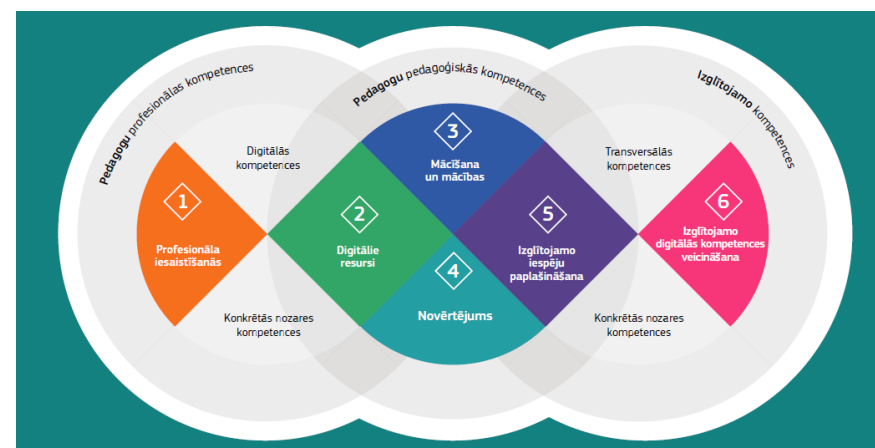 Pedagogu profesionālas kompetences
Pedagogu pedagoģiskās kompetences
Izglītojamo kompetences
Digitālās
kompetences
Transversālās
kompetences
1
Profesionāla
iesaistīšanās
2
Digitālie
resursi
3
Mācīšana
un mācības
4
Novērtējums
5
Izglītojamo
iespēju
paplašināšana
6
Izglītojamo
digitālās kompetences
veicināšana
Konkrētās nozares
kompetences
Konkrētās nozares
kompetences